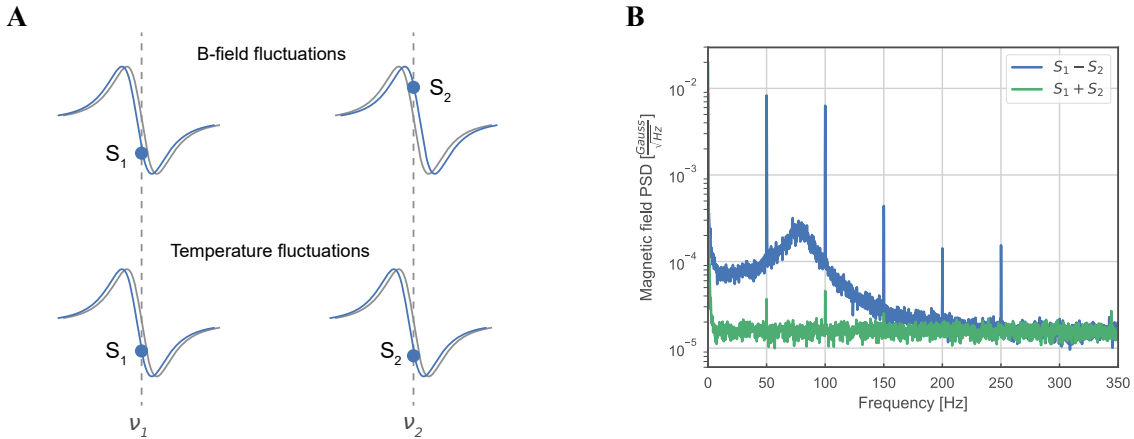 A
B-field fluctuations
S1
S2
Temperature fluctuations
S1
S2
ν1
ν2
B
Magnetic field PSD [Gauss/√Hz]
10−2
10−3
10−4
10−5
S1 − S2
S1 + S2
0 50 100 150 200 250 300 350
Frequency [Hz]